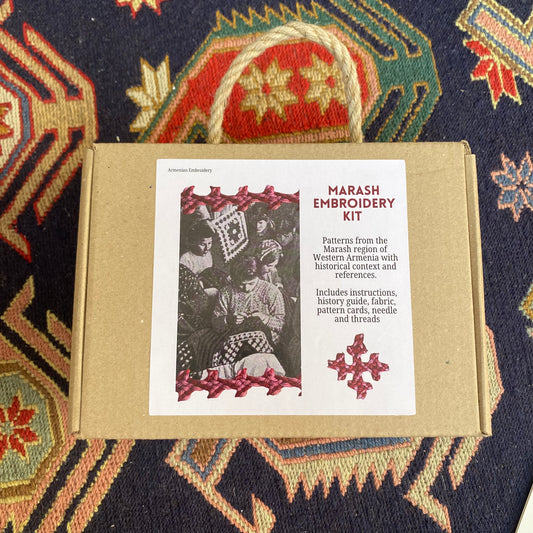 Armenian Embroidery
MARASH
EMBROIDERY
KIT
Patterns from the
Marash region of
Western Armenia with
historical context and
references.
Includes instructions,
history guide, fabric,
pattern cards, needle
and threads